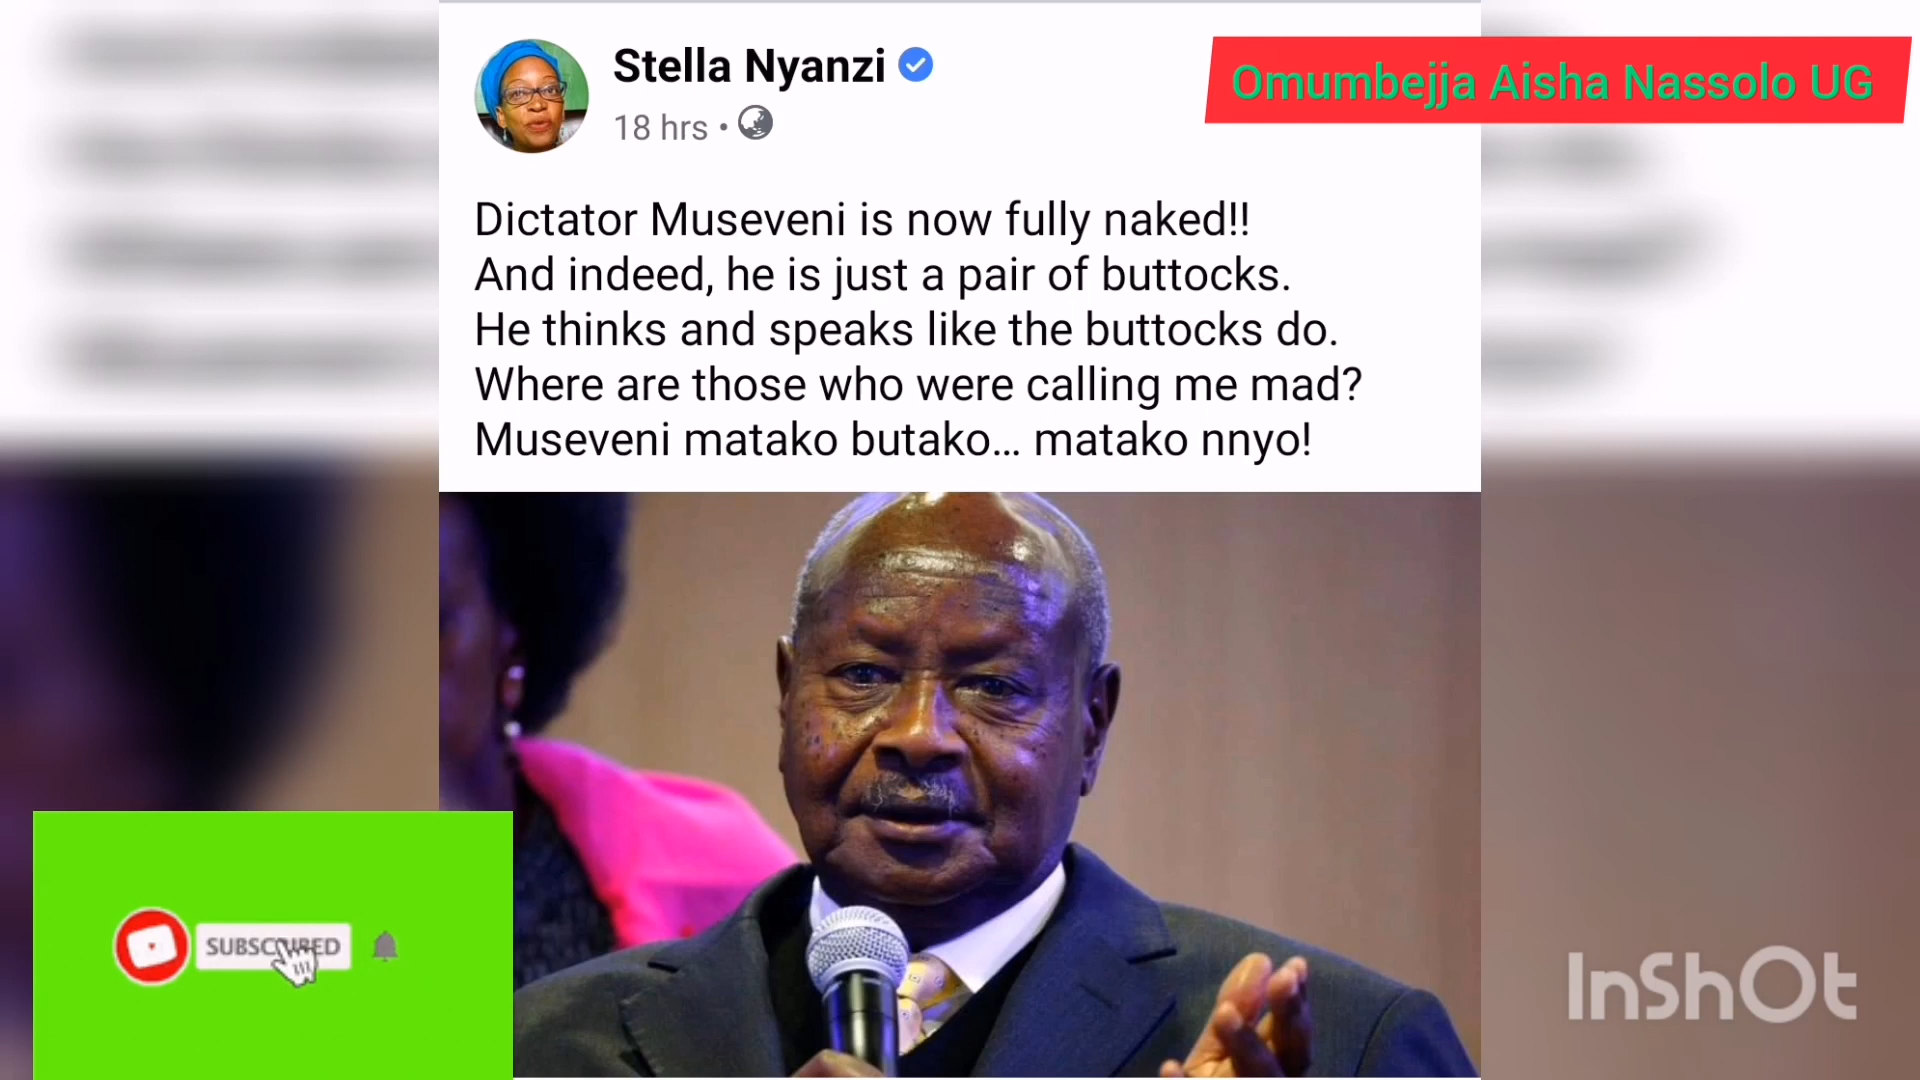 Stella Nyanzi
18 hrs •
Omumbejja Aisha Nassolo UG
Dictator Museveni is now fully naked!!
And indeed, he is just a pair of buttocks.
He thinks and speaks like the buttocks do.
Where are those who were calling me mad?
Museveni matako butako... matako nnyo!
SUBSCRIBED
InShOt